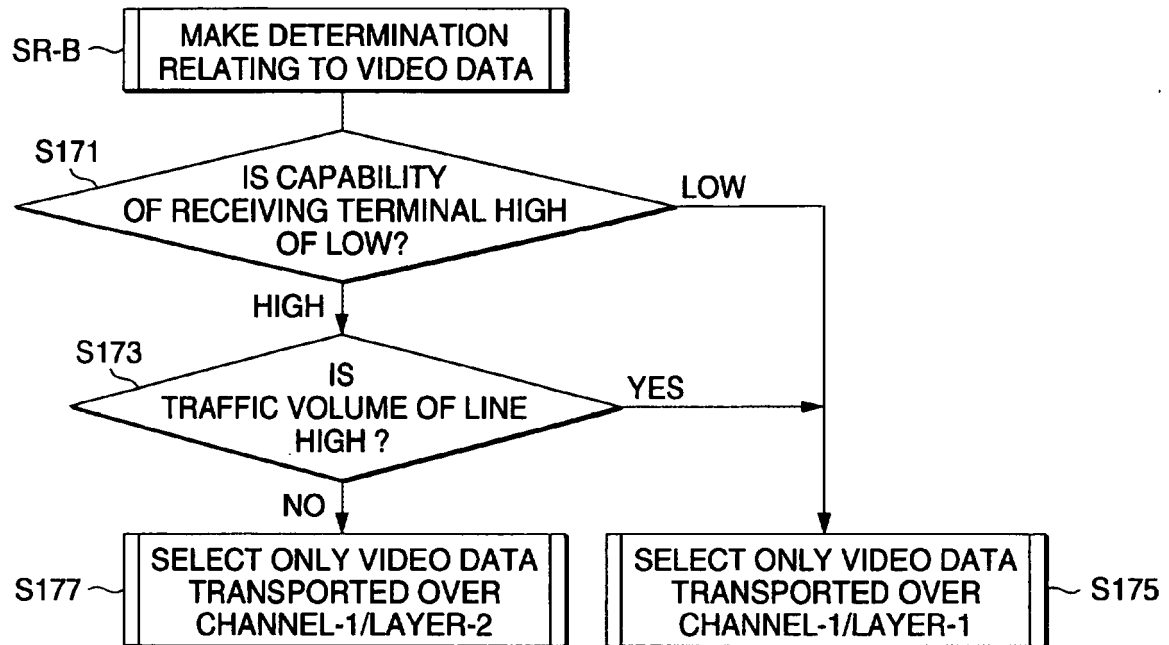 SR-B
MAKE DETERMINATION
RELATING TO VIDEO DATA
S171
IS CAPABILITY
OF RECEIVING TERMINAL HIGH
OF LOW?
LOW
HIGH
S173
IS
TRAFFIC VOLUME OF LINE
HIGH ?
YES
NO
S177
SELECT ONLY VIDEO DATA
TRANSPORTED OVER
CHANNEL-1/LAYER-2
SELECT ONLY VIDEO DATA
TRANSPORTED OVER
CHANNEL-1/LAYER-1
S175